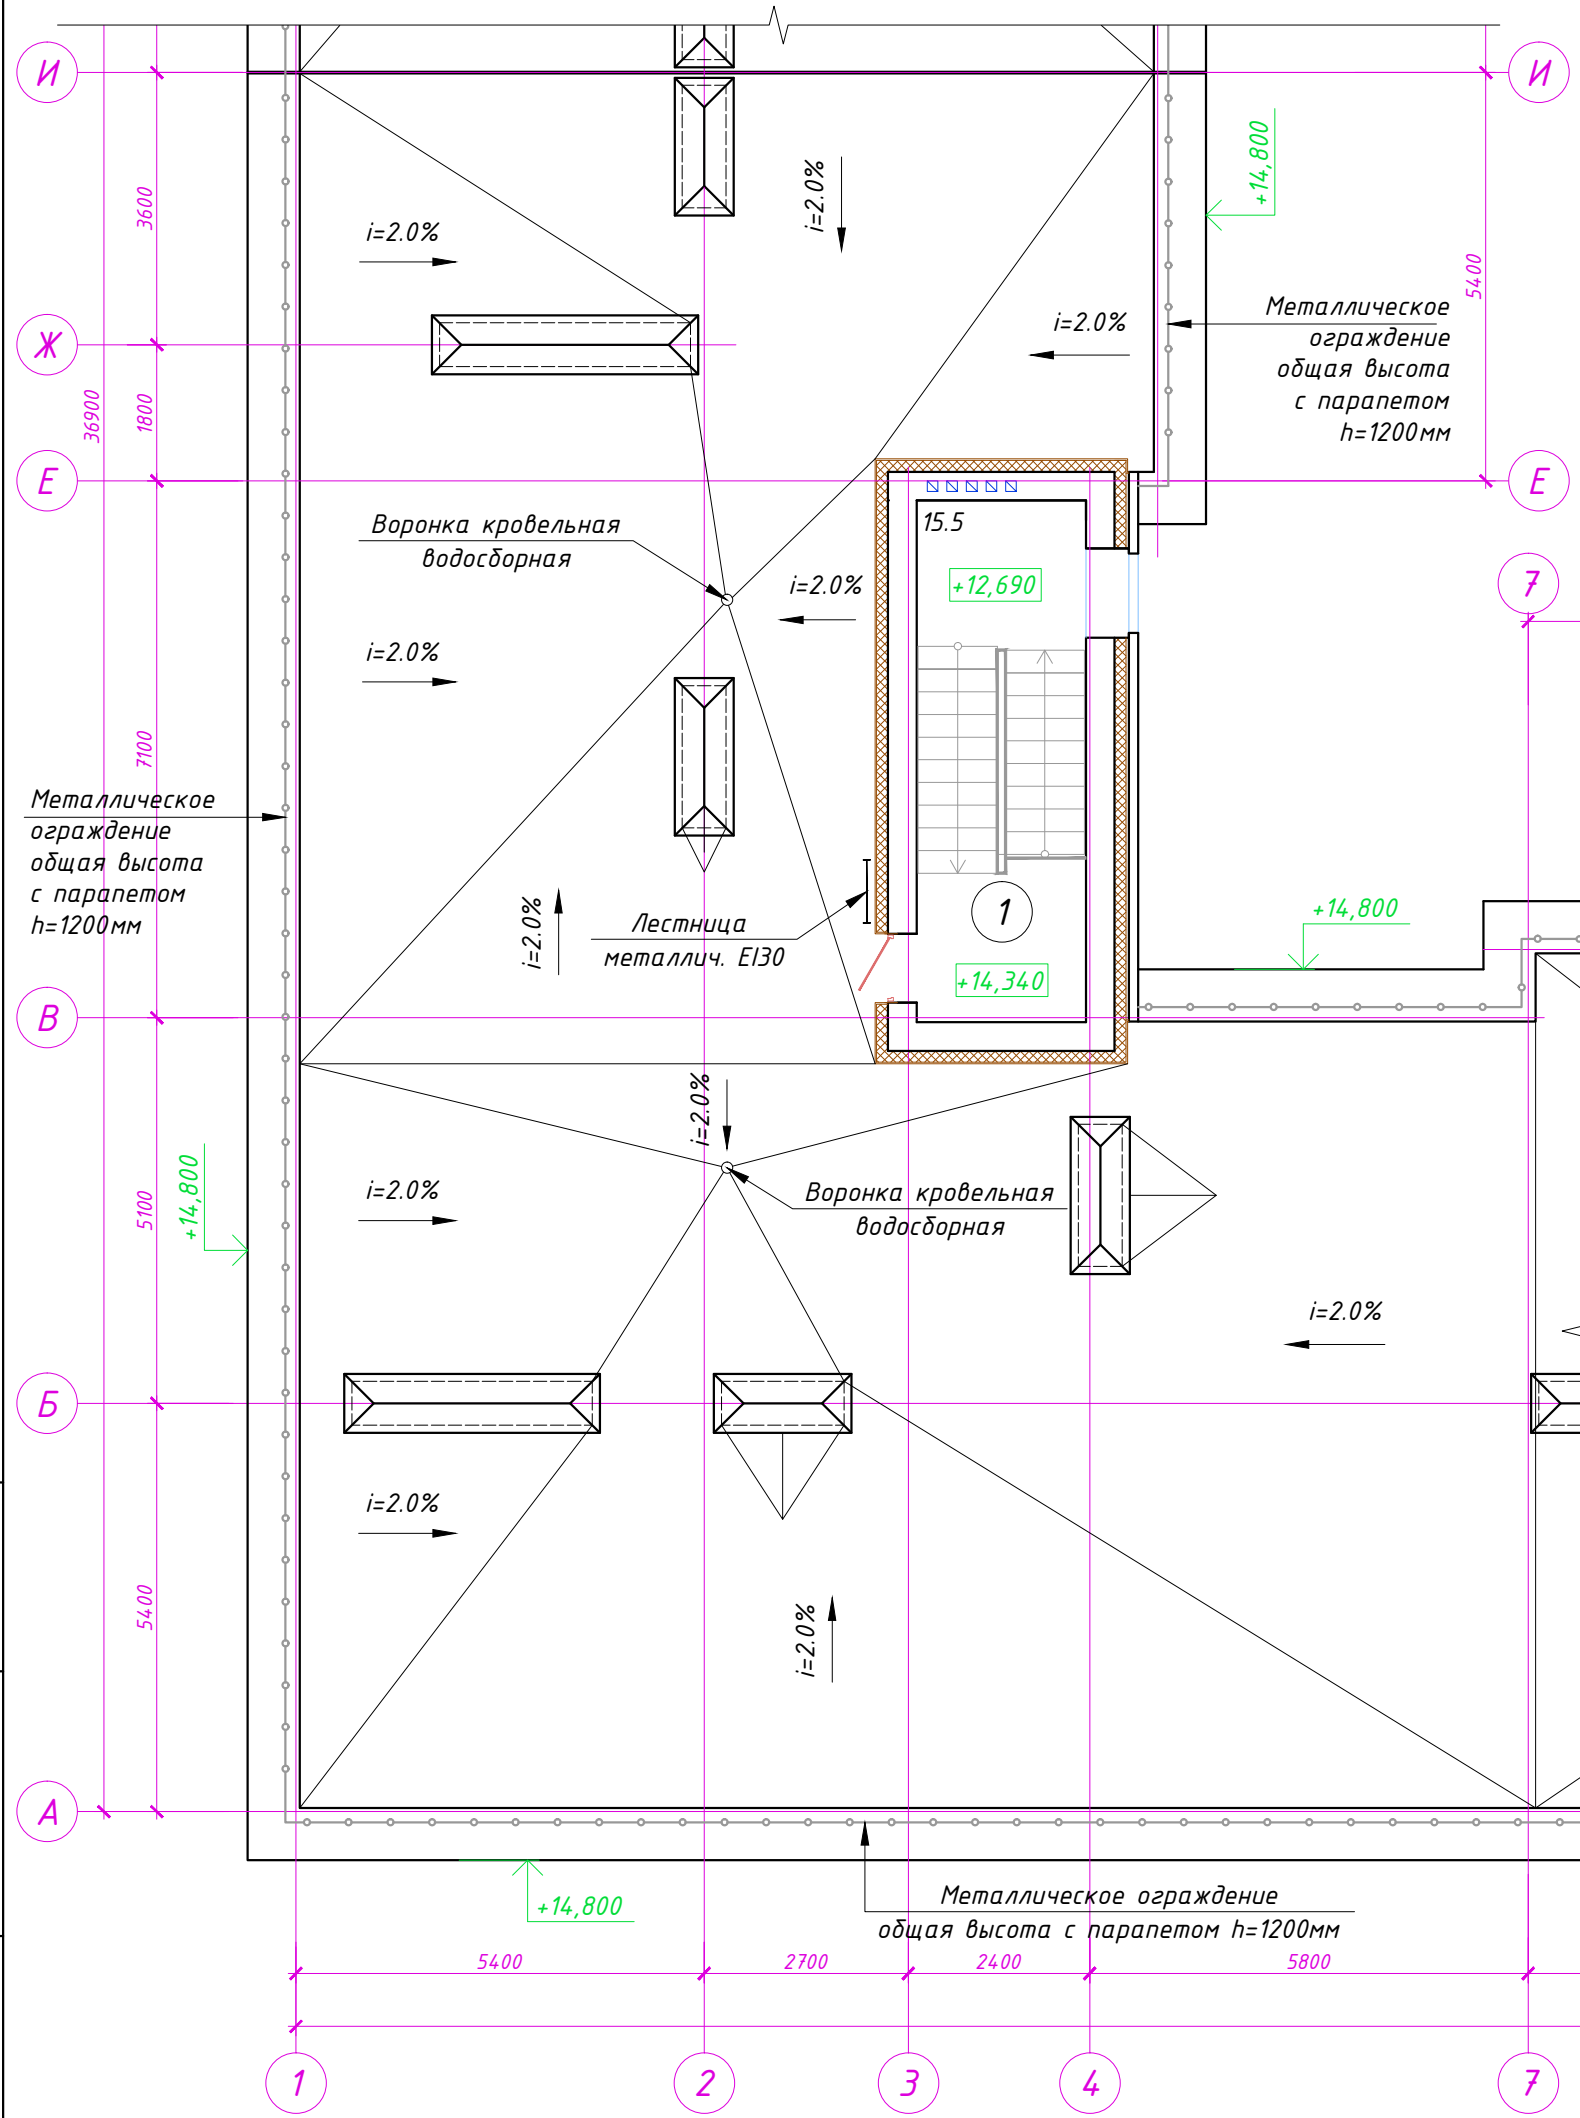 И
И
3600
i=2.0%
+14,800
i=2.0%
5400
Металлическое
ограждение
общая высота
с парапетом
h=1200мм
i=2.0%
Ж
36900
1800
Е
Е
15.5
Воронка кровельная
водосборная
+12,690
i=2.0%
7
i=2.0%
7100
Металлическое
ограждение
общая высота
с парапетом
h=1200мм
i=2.0%
Лестница
металлич. EI30
1
+14,800
+14,340
В
i=2.0%
+14,800
5100
i=2.0%
Воронка кровельная
водосборная
i=2.0%
Б
i=2.0%
5400
i=2.0%
А
+14,800
Металлическое ограждение
общая высота с парапетом h=1200мм
5400
2700
2400
5800
1
2
3
4
7